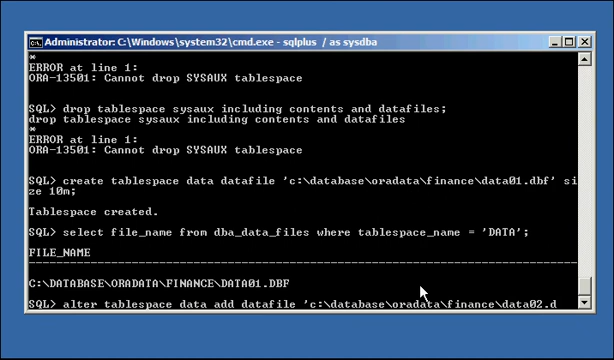 Administrator: C:\Windows\system32\cmd.exe - sqlplus / as sysdba
*
ERROR at line 1:
ORA-13501: Cannot drop SYSAUX tablespace
SQL> drop tablespace sysaux including contents and datafiles;
drop tablespace sysaux including contents and datafiles
*
ERROR at line 1:
ORA-13501: Cannot drop SYSAUX tablespace
SQL> create tablespace data datafile 'c:\database\oradata\finance\data01.dbf' si
ze 10m;
Tablespace created.
SQL> select file_name from dba_data_files where tablespace_name = 'DATA';
FILE_NAME
--------------------------------------------------------------------------------
C:\DATABASE\ORADATA\FINANCE\DATA01.DBF
SQL> alter tablespace data add datafile 'c:\database\oradata\finance\data02.d